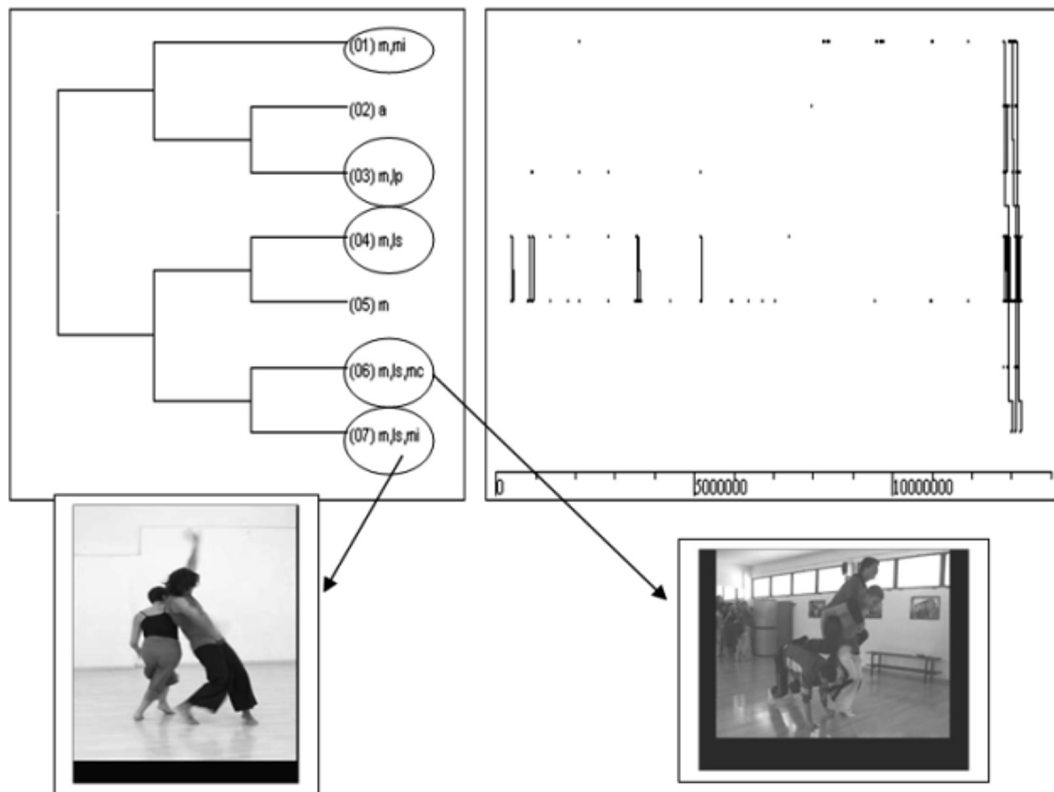 (01) m,mi
(02) a
(03) m,lp
(04) m,ls
(05) m
(06) m,ls,mc
(07) m,ls,mi
0 5000000 10000000